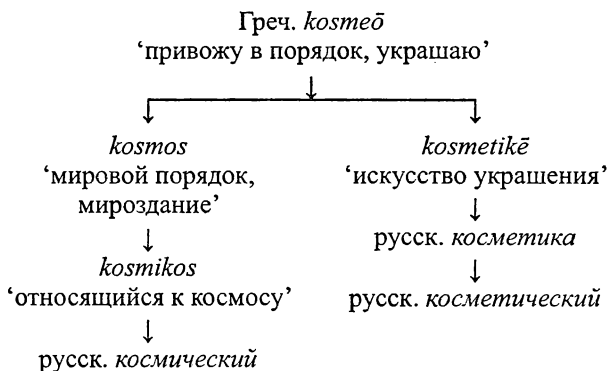 Греч. kosmeō
‘привожу в порядок, украшаю’
kosmos
‘мировой порядок,
мироздание’
kosmikos
‘относящийся к космосу’
русск. космический
kosmetikē
‘искусство украшения’
русск. косметика
русск. косметический